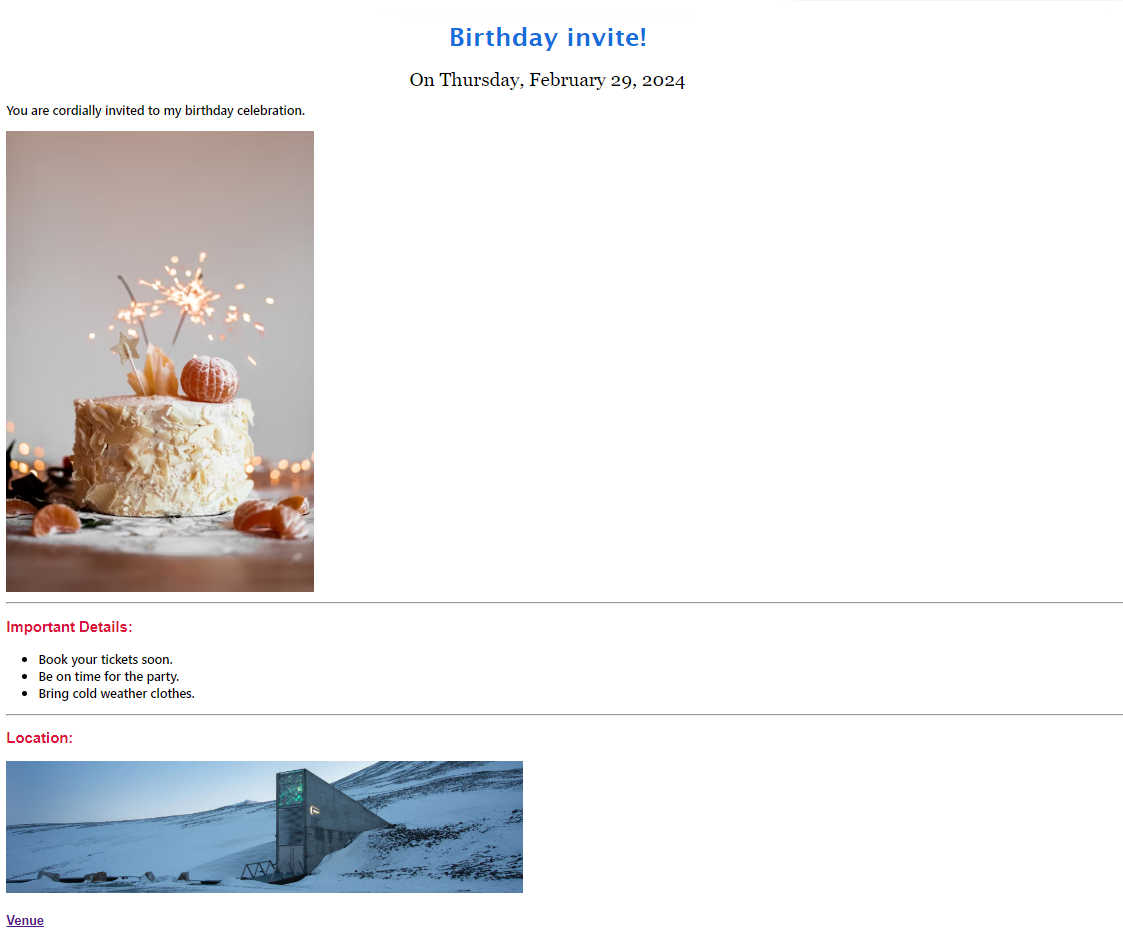 Birthday invite!
On Thursday, February 29, 2024
You are cordially invited to my birthday celebration.
Important Details:
Book your tickets soon.
Be on time for the party.
Bring cold weather clothes.
Location:
Venue